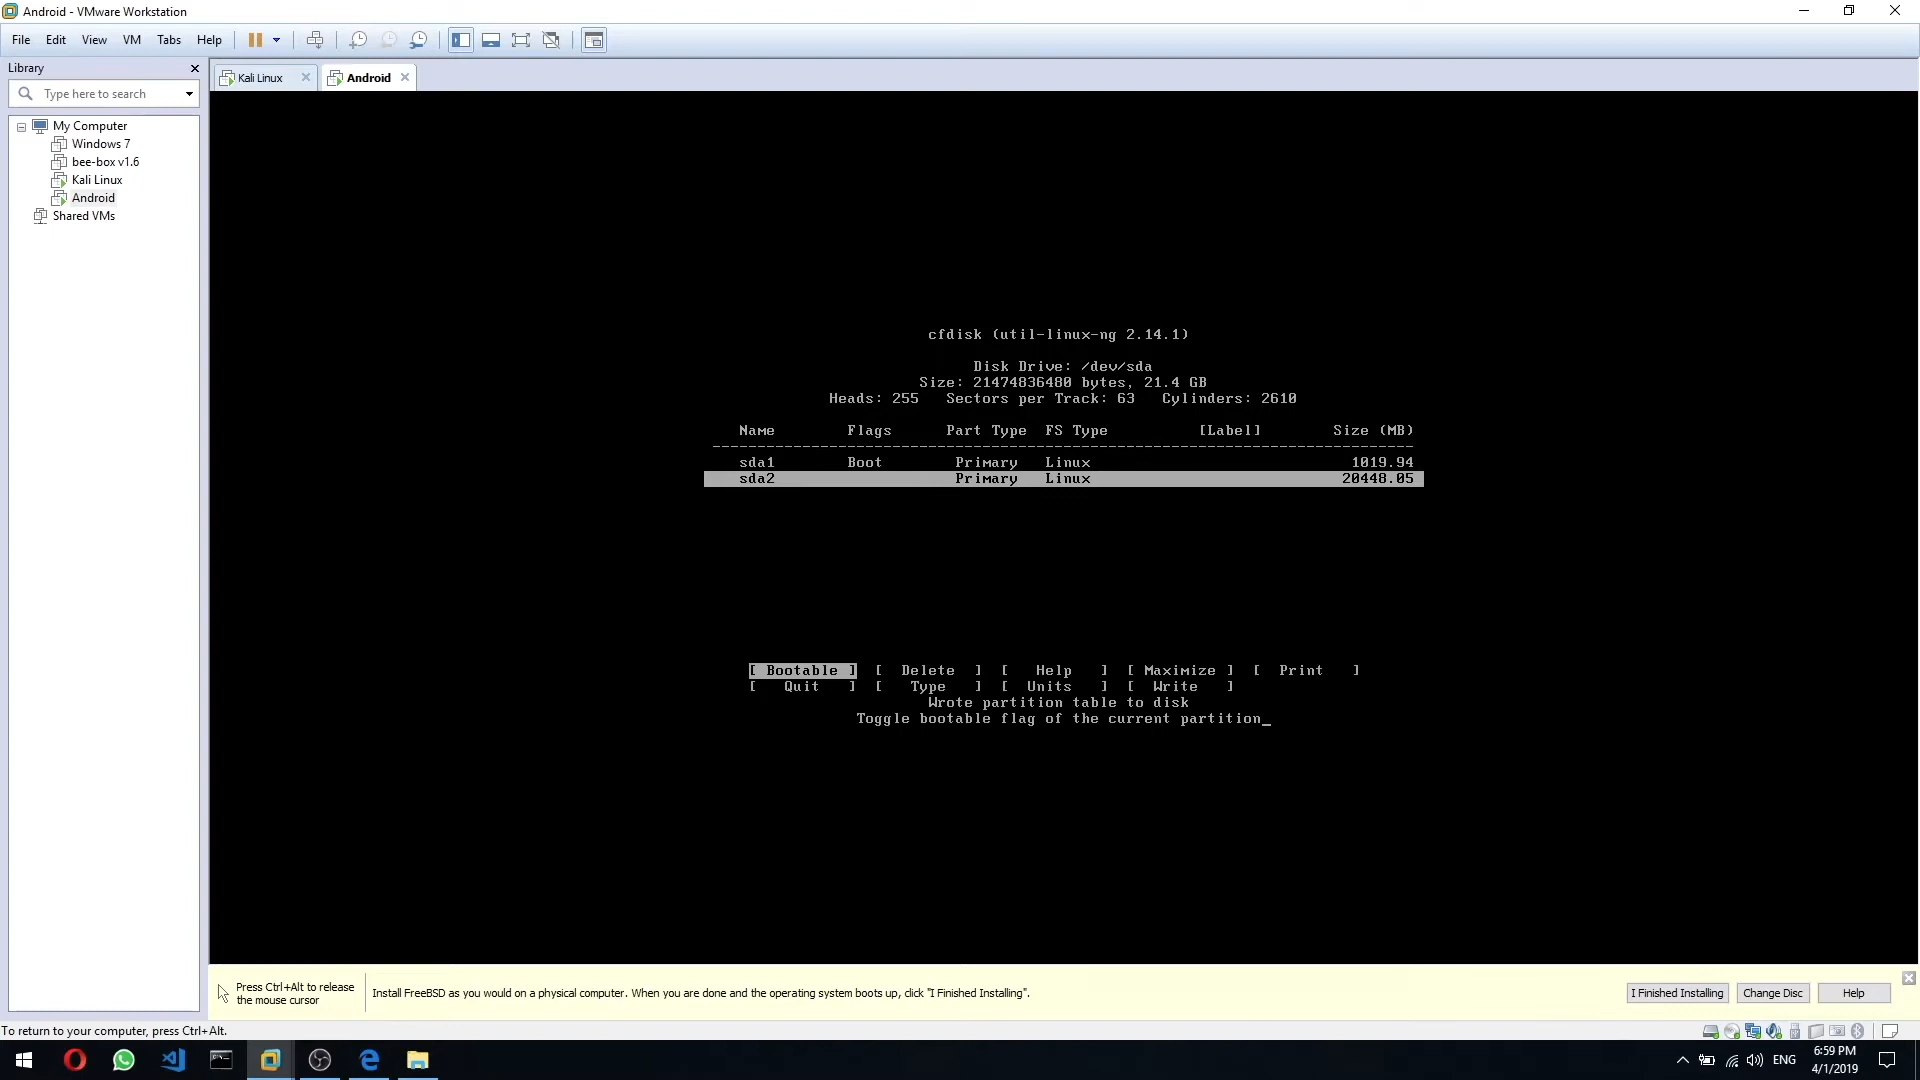 Android - VMware Workstation
File Edit View VM Tabs Help
Library
Kali Linux
Android
Type here to search
My Computer
Windows 7
bee-box v1.6
Kali Linux
Android
Shared VMs
cfdisk (util-linux-ng 2.14.1)
Disk Drive: /dev/sda
Size: 21474836480 bytes, 21.4 GB
Heads: 255 Sectors per Track: 63 Cylinders: 2610
Name Flags Part Type FS Type [Label] Size (MB)
sda1 Boot Primary Linux 1019.94
sda2 Primary Linux 20448.05
[ Bootable ] [ Delete ] [ Help ] [ Maximize ] [ Print ]
[ Quit ] [ Type ] [ Units ] [ Write ]
Wrote partition table to disk
Toggle bootable flag of the current partition_
Press Ctrl+Alt to release
the mouse cursor
Install FreeBSD as you would on a physical computer. When you are done and the operating system boots up, click "I Finished Installing".
I Finished Installing Change Disc Help
To return to your computer, press Ctrl+Alt.
ENG
6:59 PM
4/1/2019